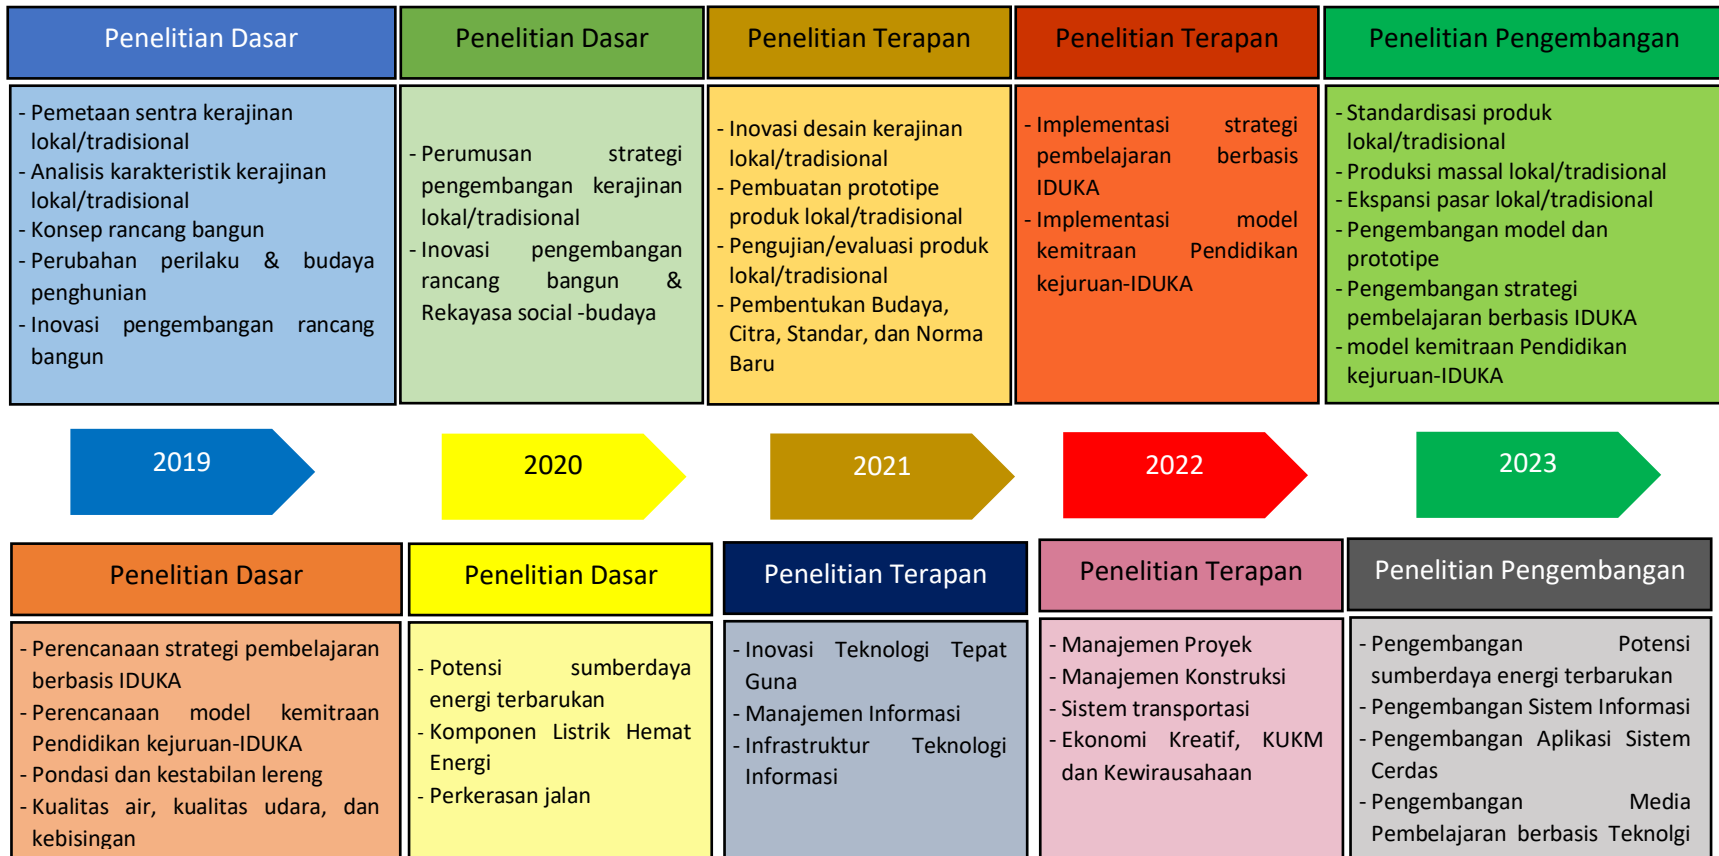 Penelitian Dasar
- Pemetaan sentra kerajinan
lokal/tradisional
- Analisis karakteristik kerajinan
lokal/tradisional
- Konsep rancang bangun
- Perubahan perilaku & budaya
penghunian
- Inovasi pengembangan rancang
bangun
Penelitian Dasar
- Perumusan strategi
pengembangan kerajinan
lokal/tradisional
- Inovasi pengembangan
rancang bangun &
Rekayasa social -budaya
Penelitian Terapan
- Inovasi desain kerajinan
lokal/tradisional
- Pembuatan prototipe
produk lokal/tradisional
- Pengujian/evaluasi produk
lokal/tradisional
- Pembentukan Budaya,
Citra, Standar, dan Norma
Baru
Penelitian Terapan
- Implementasi strategi
pembelajaran berbasis
IDUKA
- Implementasi model
kemitraan Pendidikan
kejuruan-IDUKA
Penelitian Pengembangan
- Standardisasi produk
lokal/tradisional
- Produksi massal lokal/tradisional
- Ekspansi pasar lokal/tradisional
- Pengembangan model dan
prototipe
- Pengembangan strategi
pembelajaran berbasis IDUKA
- model kemitraan Pendidikan
kejuruan-IDUKA
2019
2020
2021
2022
2023
Penelitian Dasar
- Perencanaan strategi pembelajaran
berbasis IDUKA
- Perencanaan model kemitraan
Pendidikan kejuruan-IDUKA
- Pondasi dan kestabilan lereng
- Kualitas air, kualitas udara, dan
kebisingan
Penelitian Dasar
- Potensi sumberdaya
energi terbarukan
- Komponen Listrik Hemat
Energi
- Perkerasan jalan
Penelitian Terapan
- Inovasi Teknologi Tepat
Guna
- Manajemen Informasi
- Infrastruktur Teknologi
Informasi
Penelitian Terapan
- Manajemen Proyek
- Manajemen Konstruksi
- Sistem transportasi
- Ekonomi Kreatif, KUKM
dan Kewirausahaan
Penelitian Pengembangan
- Pengembangan Potensi
sumberdaya energi terbarukan
- Pengembangan Sistem Informasi
- Pengembangan Aplikasi Sistem
Cerdas
- Pengembangan Media
Pembelajaran berbasis Teknolgi